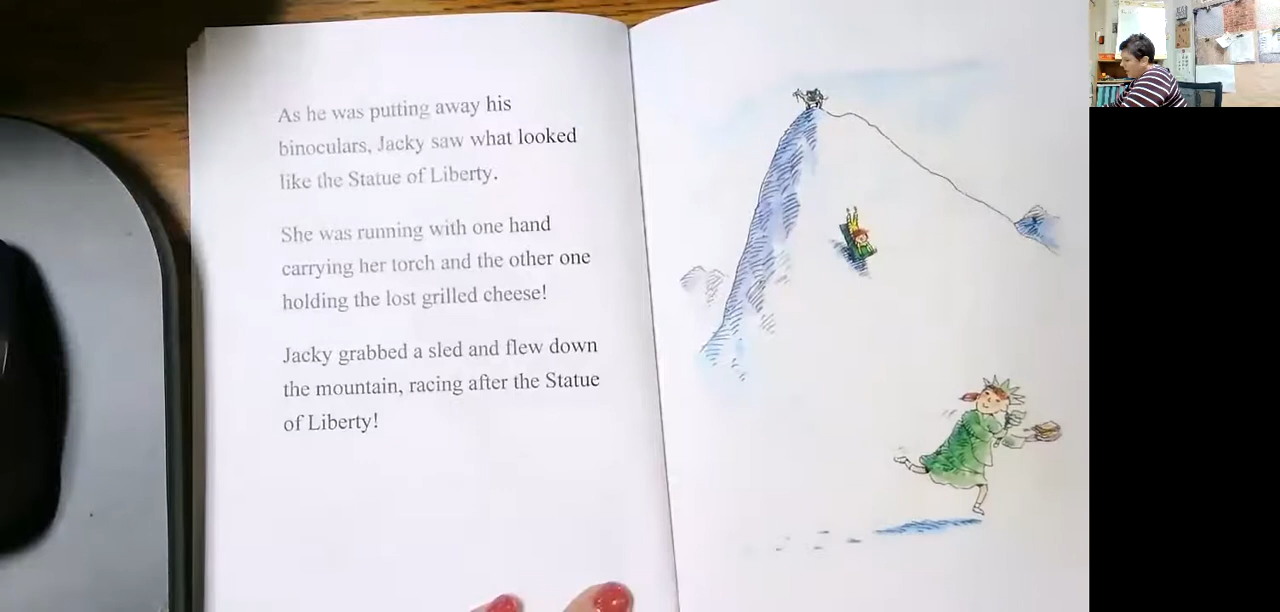 As he was putting away his
binoculars, Jacky saw what looked
like the Statue of Liberty.
She was running with one hand
carrying her torch and the other one
holding the lost grilled cheese!
Jacky grabbed a sled and flew down
the mountain, racing after the Statue
of Liberty!